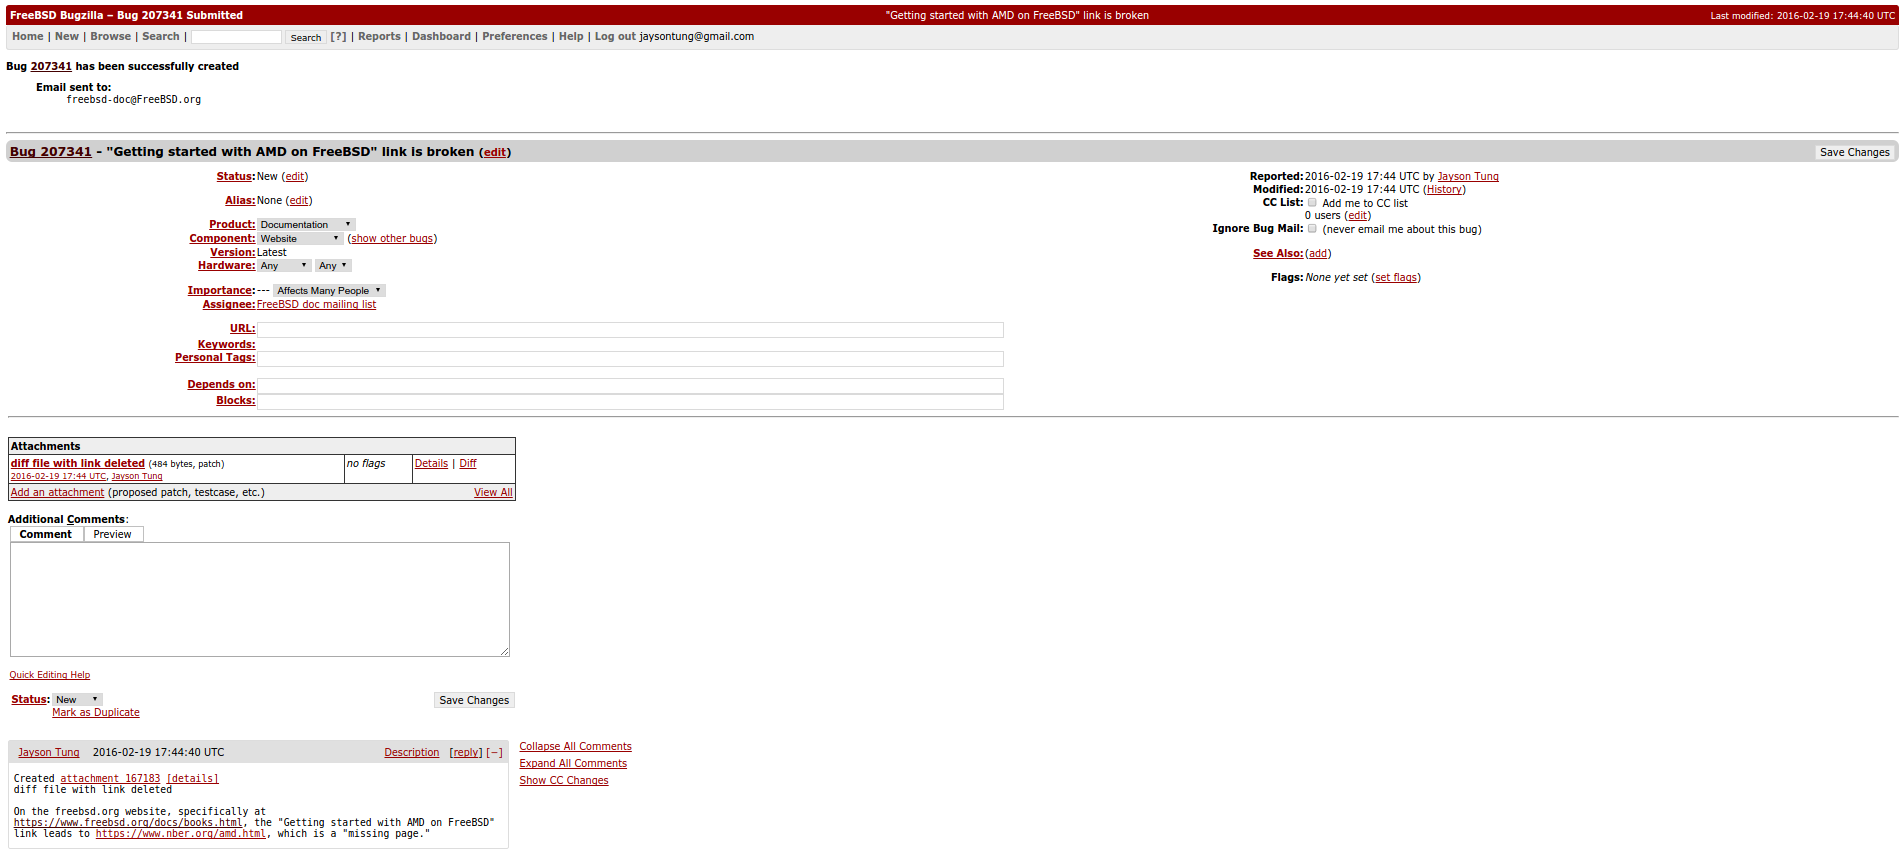 FreeBSD Bugzilla – Bug 207341 Submitted "Getting started with AMD on FreeBSD" link is broken Last modified: 2016-02-19 17:44:40 UTC
Home | New | Browse | Search | Search [?] | Reports | Dashboard | Preferences | Help | Log out jaysontung@gmail.com
Bug 207341 has been successfully created
Email sent to:
freebsd-doc@FreeBSD.org
Bug 207341 - "Getting started with AMD on FreeBSD" link is broken (edit) Save Changes
Status: New (edit)
Alias: None (edit)
Product: Documentation
Component: Website (show other bugs)
Version: Latest
Hardware: Any Any
Importance: --- Affects Many People
Assignee: FreeBSD doc mailing list
URL:
Keywords:
Personal Tags:
Depends on:
Blocks:
Reported: 2016-02-19 17:44 UTC by Jayson Tung
Modified: 2016-02-19 17:44 UTC (History)
CC List: Add me to CC list
0 users (edit)
Ignore Bug Mail: (never email me about this bug)
See Also: (add)
Flags: None yet set (set flags)
Attachments
diff file with link deleted (484 bytes, patch) no flags Details | Diff
2016-02-19 17:44 UTC, Jayson Tung
Add an attachment (proposed patch, testcase, etc.) View All
Additional Comments:
Comment Preview
Quick Editing Help
Status: New Save Changes
Mark as Duplicate
Jayson Tung 2016-02-19 17:44:40 UTC Description [reply] [−]
Created attachment 167183 [details]
diff file with link deleted
On the freebsd.org website, specifically at
https://www.freebsd.org/docs/books.html, the "Getting started with AMD on FreeBSD"
link leads to https://www.nber.org/amd.html, which is a "missing page."
Collapse All Comments
Expand All Comments
Show CC Changes